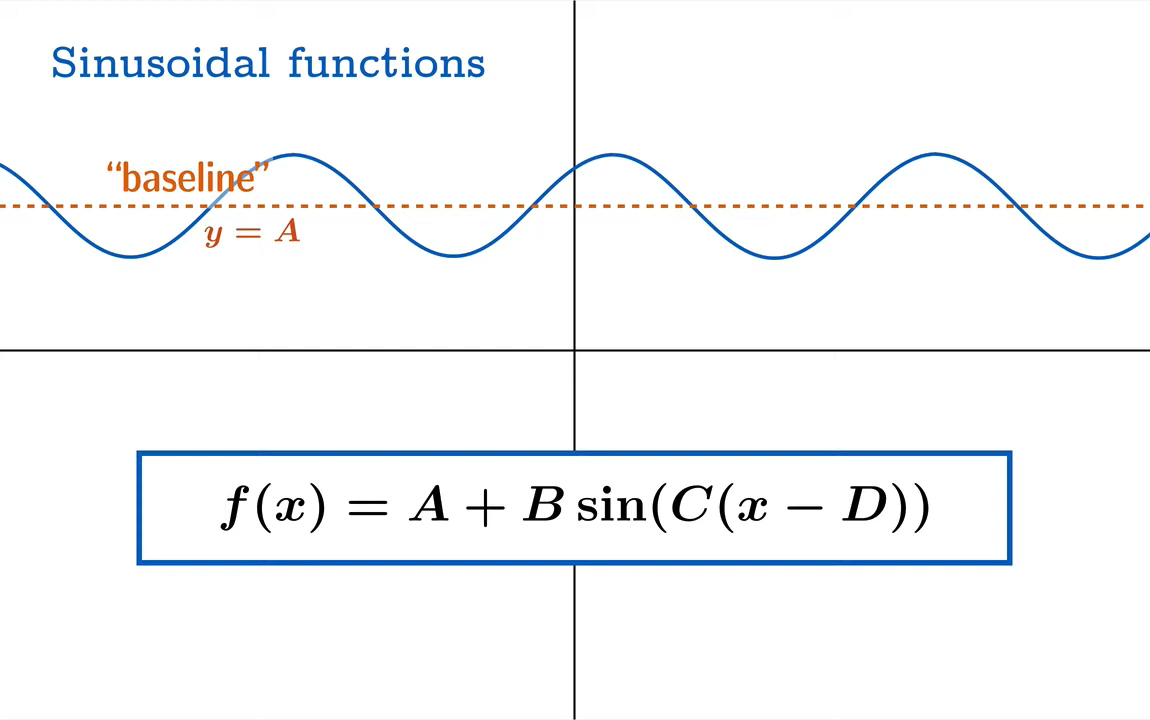 Sinusoidal functions
“baseline”
y = A
f(x) = A + B sin(C(x − D))